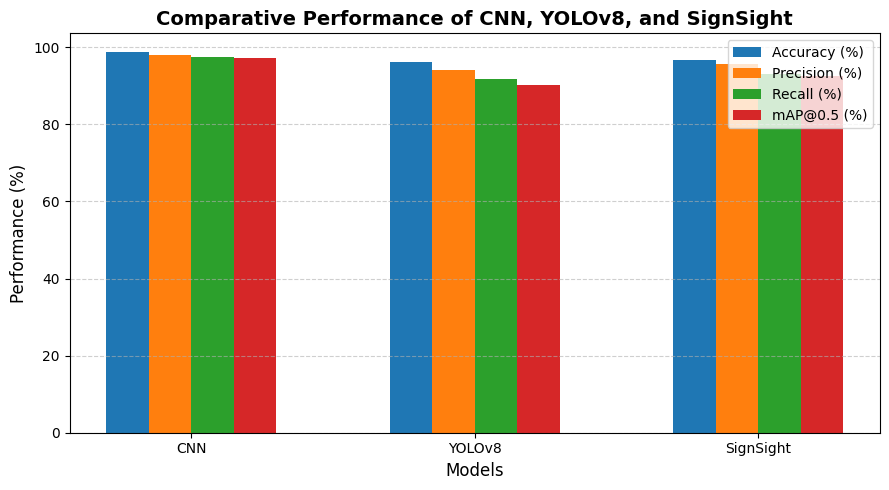 Comparative Performance of CNN, YOLOv8, and SignSight
Performance (%)
100
80
60
40
20
0
Accuracy (%)
Precision (%)
Recall (%)
mAP@0.5 (%)
CNN
YOLOv8
SignSight
Models